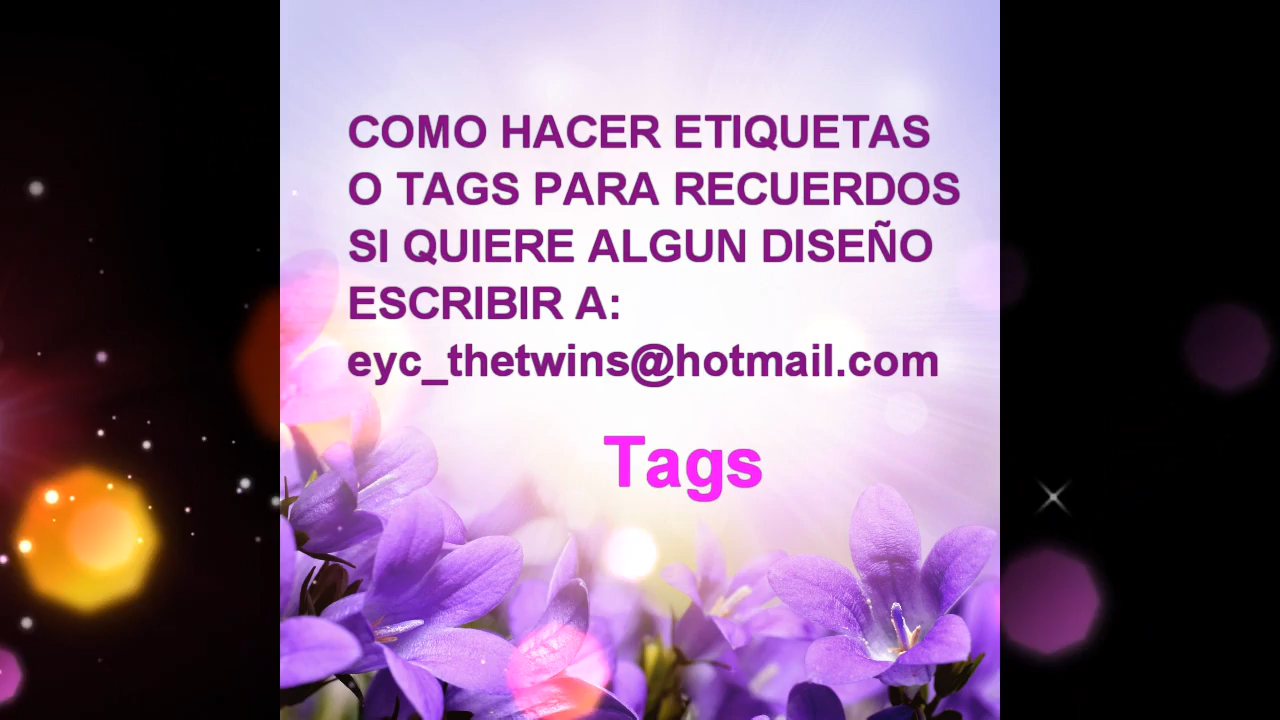 COMO HACER ETIQUETAS
O TAGS PARA RECUERDOS
SI QUIERE ALGUN DISEÑO
ESCRIBIR A:
eyc_thetwins@hotmail.com
Tags